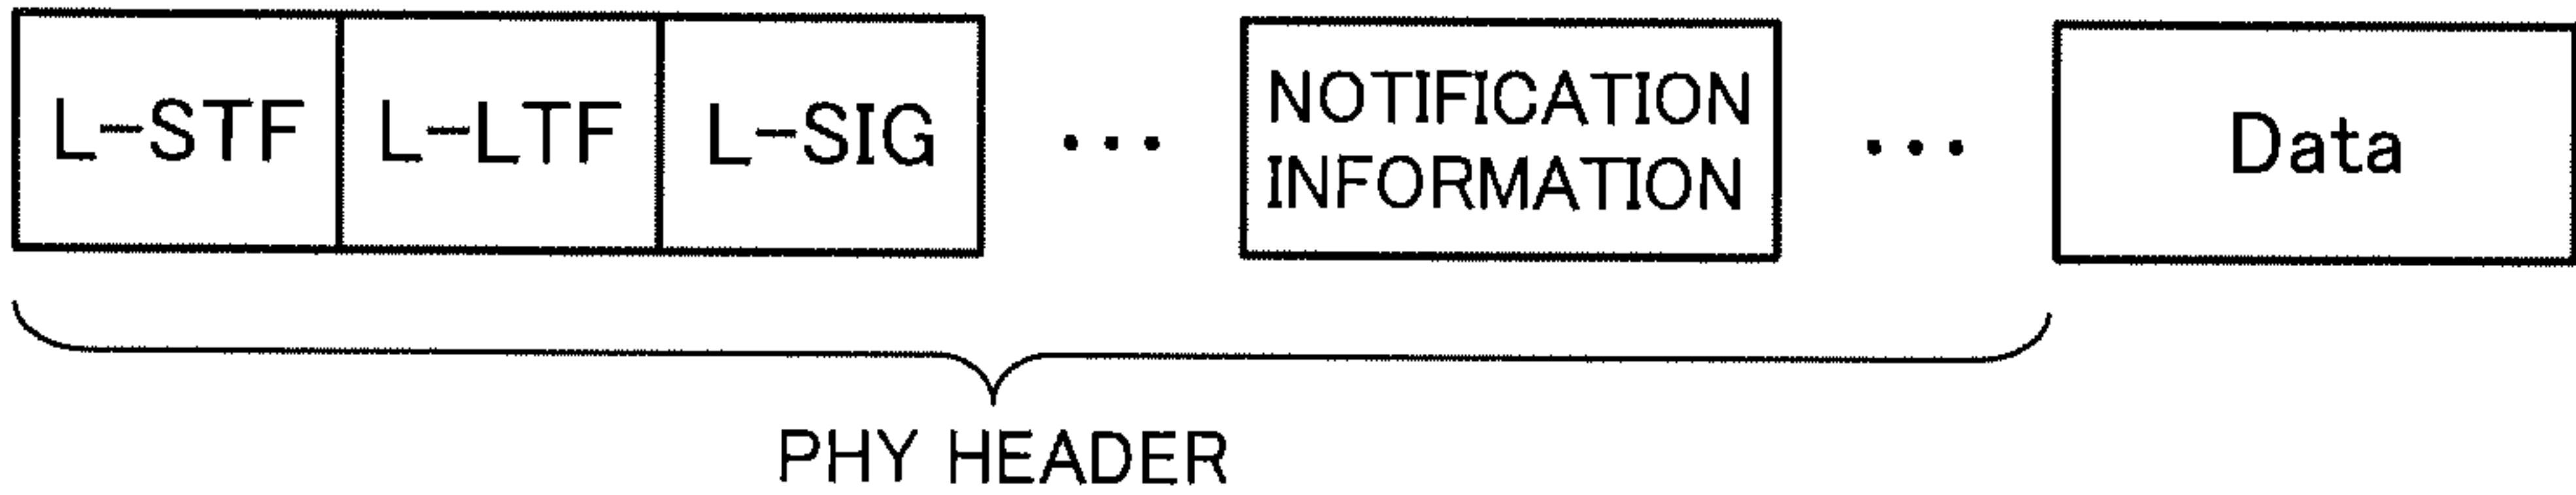 L-STF L-LTF L-SIG ... NOTIFICATION INFORMATION ... Data
PHY HEADER